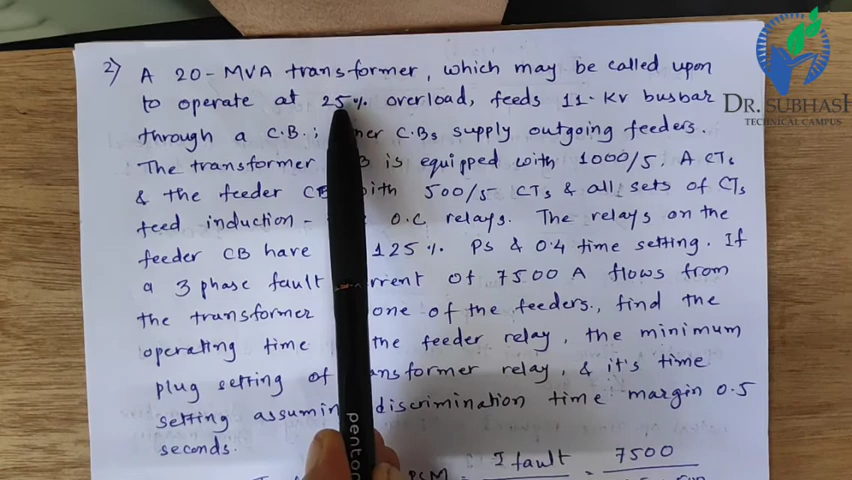 2) A 20-MVA transformer, which may be called upon
to operate at 25% overload, feeds 11-KV busbar
through a C.B.; C.Bs supply outgoing feeders.
The transformer is equipped with 1000/5, A CTs
& the feeder CB with 500/5 CTs & all sets of CTs
feed induction - O.C relays. The relays on the
feeder CB have 125% PS & 0.4 time setting. If
a 3 phase fault current of 7500 A flows from
the transformer one of the feeders, find the
operating time the feeder relay, the minimum
plug setting of relay, & it's time
setting assuming discrimination time margin 0.5
seconds.
PSM = I fault = 7500
DR. SUBHASH
TECHNICAL CAMPUS
pentonic